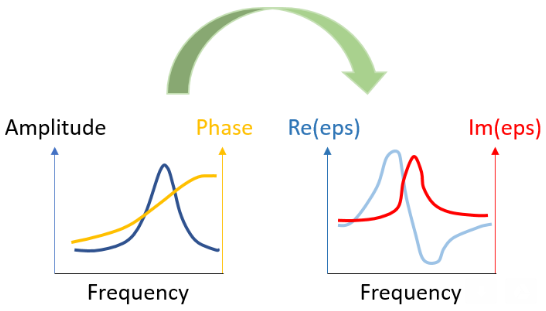 Amplitude
Phase
Re(eps)
Im(eps)
Frequency
Frequency